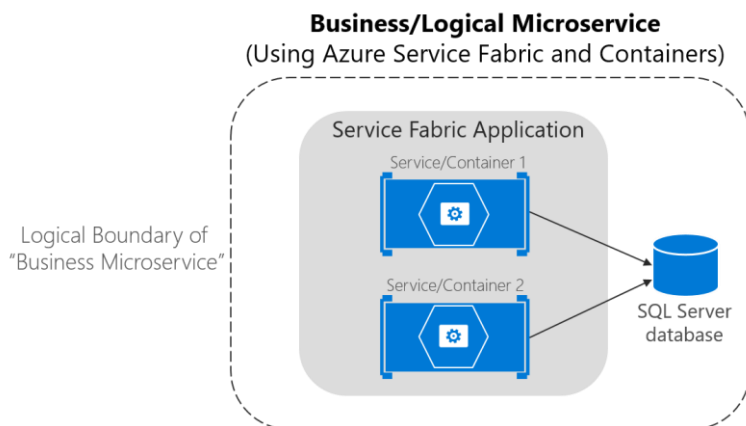 Business/Logical Microservice
(Using Azure Service Fabric and Containers)
Service Fabric Application
Service/Container 1
Logical Boundary of
"Business Microservice"
Service/Container 2
SQL Server
database